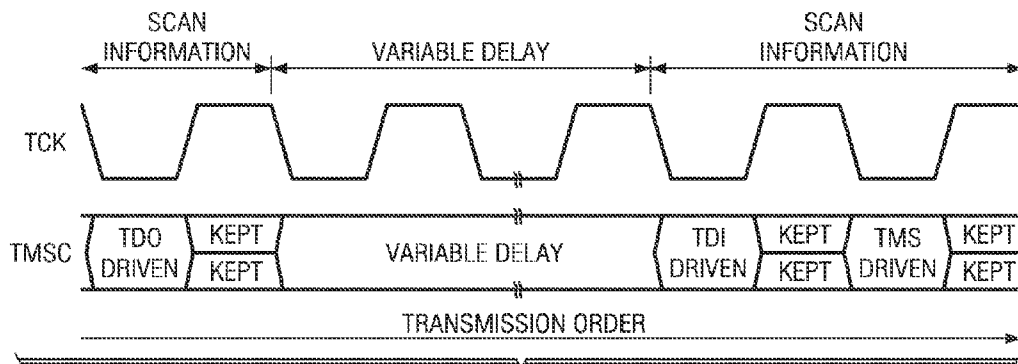 SCAN INFORMATION
VARIABLE DELAY
SCAN INFORMATION
TCK
TMSC
TDO DRIVEN
KEPT
KEPT
VARIABLE DELAY
TDI DRIVEN
KEPT
KEPT
TMS DRIVEN
KEPT
KEPT
TRANSMISSION ORDER